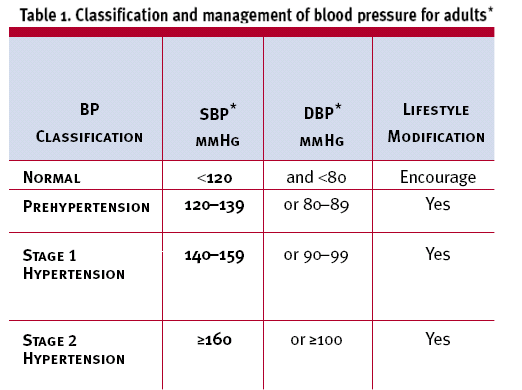 Table 1. Classification and management of blood pressure for adults*
BP CLASSIFICATION SBP* MMHG DBP* MMHG LIFESTYLE MODIFICATION
NORMAL <120 and <80 Encourage
PREHYPERTENSION 120–139 or 80–89 Yes
STAGE 1 HYPERTENSION 140–159 or 90–99 Yes
STAGE 2 HYPERTENSION ≥160 or ≥100 Yes